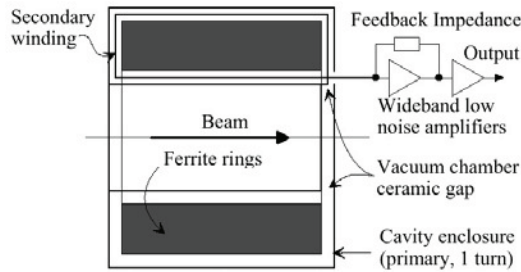 Secondary
winding
Feedback Impedance
Output
Wideband low
noise amplifiers
Beam
Ferrite rings
Vacuum chamber
ceramic gap
Cavity enclosure
(primary, 1 turn)